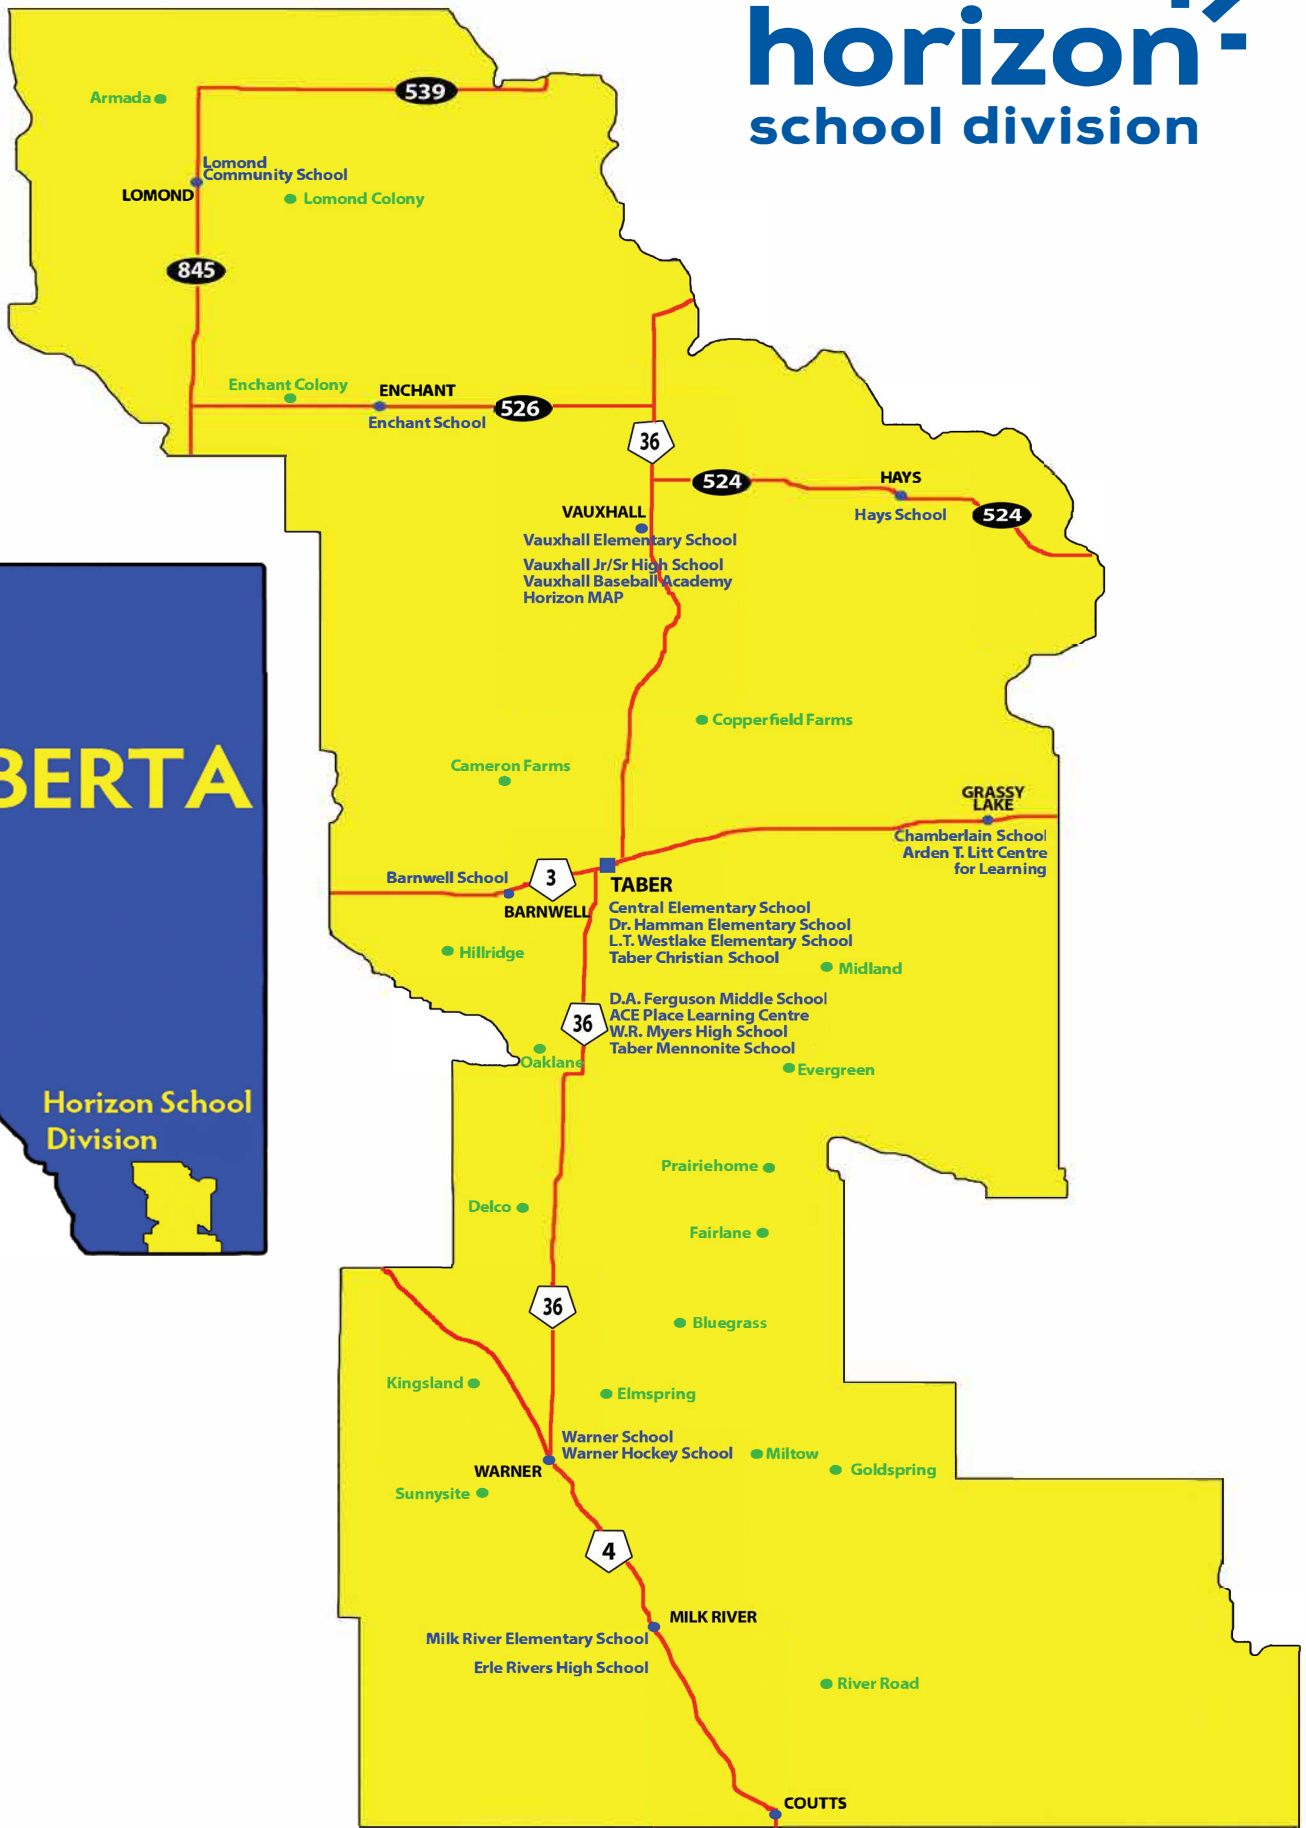 horizon
school division
539
Armada
Lomond
Community School
LOMOND
Lomond Colony
845
Enchant Colony
ENCHANT
526
Enchant School
36
524
HAYS
Hays School
524
VAUXHALL
Vauxhall Elementary School
Vauxhall Jr/Sr High School
Vauxhall Baseball Academy
Horizon MAP
Copperfield Farms
Cameron Farms
BERTA
GRASSY
LAKE
Chamberlain School
Arden T. Litt Centre
for Learning
Barnwell School
3
TABER
BARNWELL
Central Elementary School
Dr. Hamman Elementary School
L.T. Westlake Elementary School
Taber Christian School
Hillridge
Midland
D.A. Ferguson Middle School
ACE Place Learning Centre
W.R. Myers High School
Taber Mennonite School
36
Oaklane
Evergreen
Horizon School
Division
Prairiehome
Delco
Fairlane
36
Bluegrass
Kingsland
Elmspring
Warner School
Warner Hockey School
Miltow
WARNER
Goldspring
Sunnysite
4
MILK RIVER
Milk River Elementary School
Erle Rivers High School
River Road
COUTTS